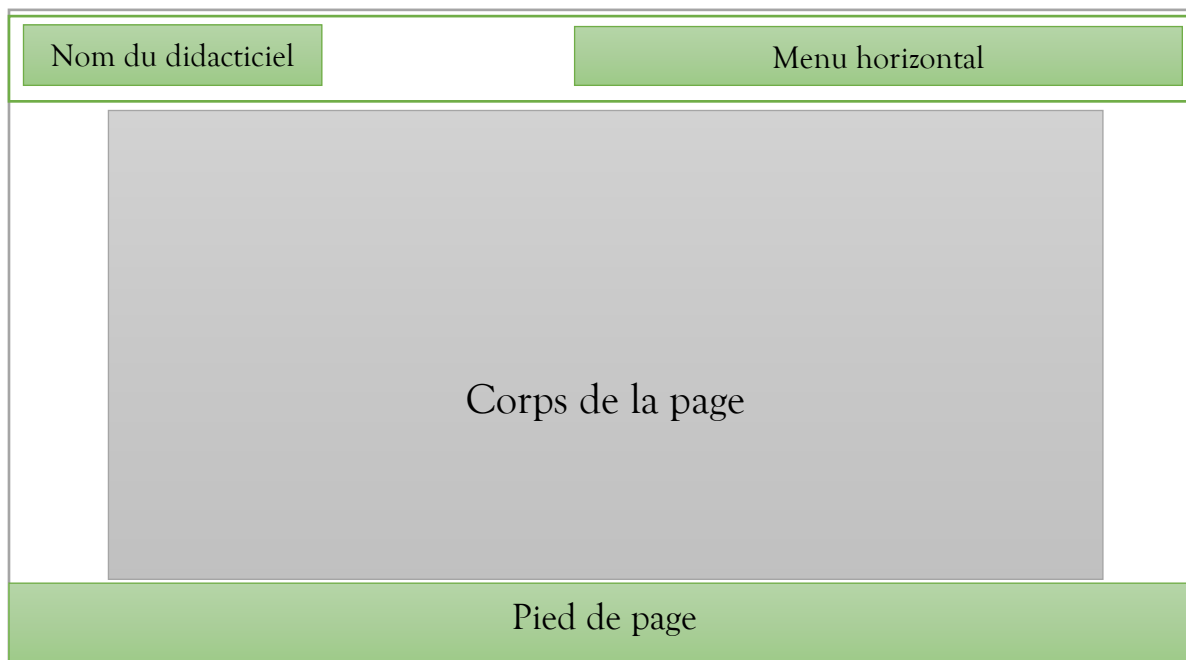 Nom du didacticiel
Menu horizontal
Corps de la page
Pied de page